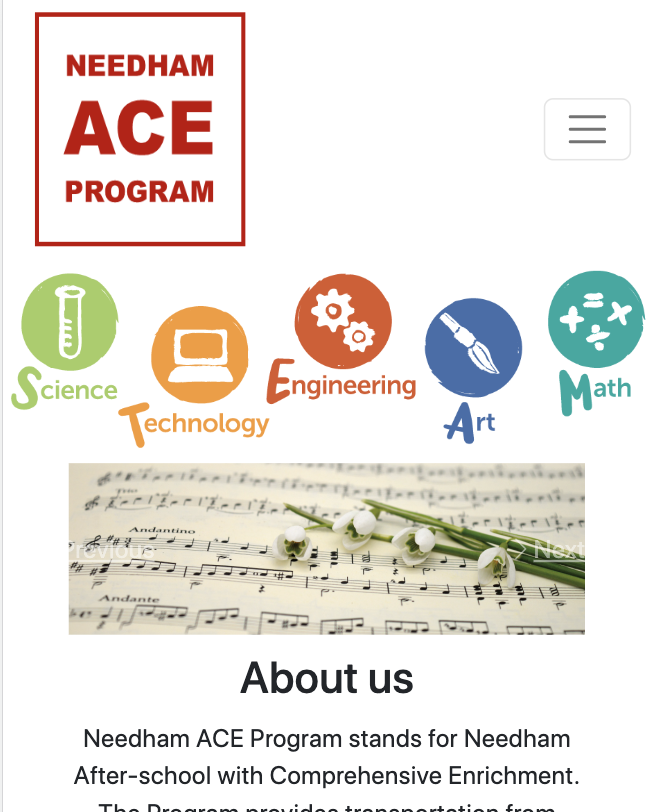 NEEDHAM
ACE
PROGRAM
Science
Technology
Engineering
Art
Math
Trio
Andantino
Previous
Next
Andante
About us
Needham ACE Program stands for Needham
After-school with Comprehensive Enrichment.
The Program provides transportation from